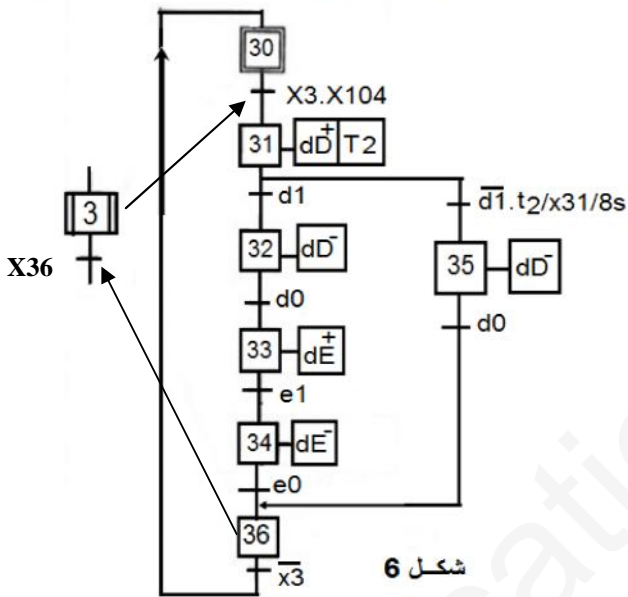 30
X3.X104
31 dD⁺ T2
d1
d1̅.t2/x31/8s
3
X36
32 dD⁻
35 dD⁻
d0
d0
33 dE⁺
e1
34 dE⁻
e0
36
x3̅
شكل 6